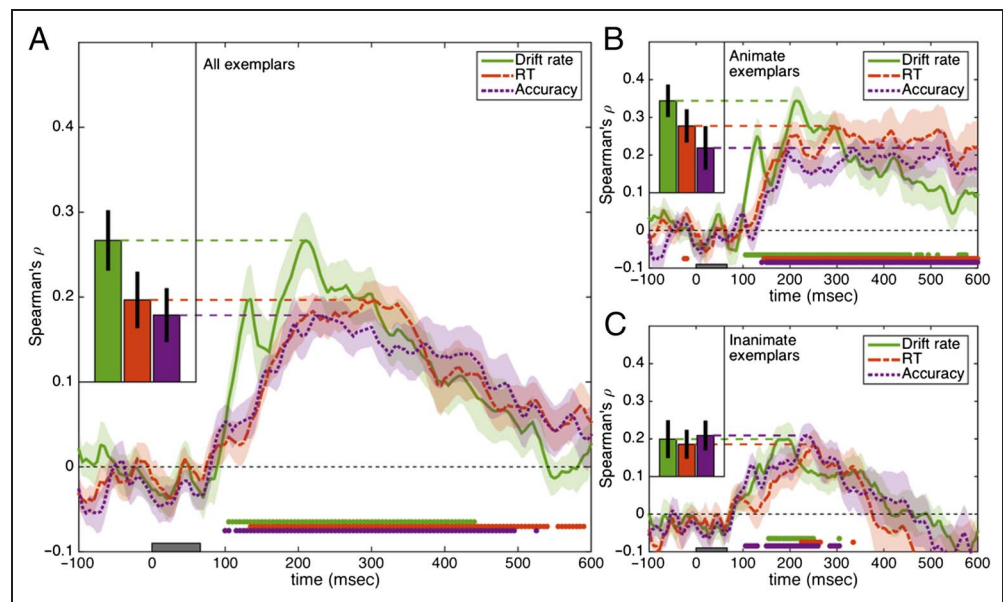 A
All exemplars
Drift rate
RT
Accuracy
Spearman's ρ
0.4
0.3
0.2
0.1
0
−0.1
−100 0 100 200 300 400 500 600
time (msec)
B
Animate
exemplars
Drift rate
RT
Accuracy
Spearman's ρ
0.4
0.3
0.2
0.1
0
−0.1
−100 0 100 200 300 400 500 600
time (msec)
C
Inanimate
exemplars
Drift rate
RT
Accuracy
Spearman's ρ
0.4
0.3
0.2
0.1
0
−0.1
−100 0 100 200 300 400 500 600
time (msec)